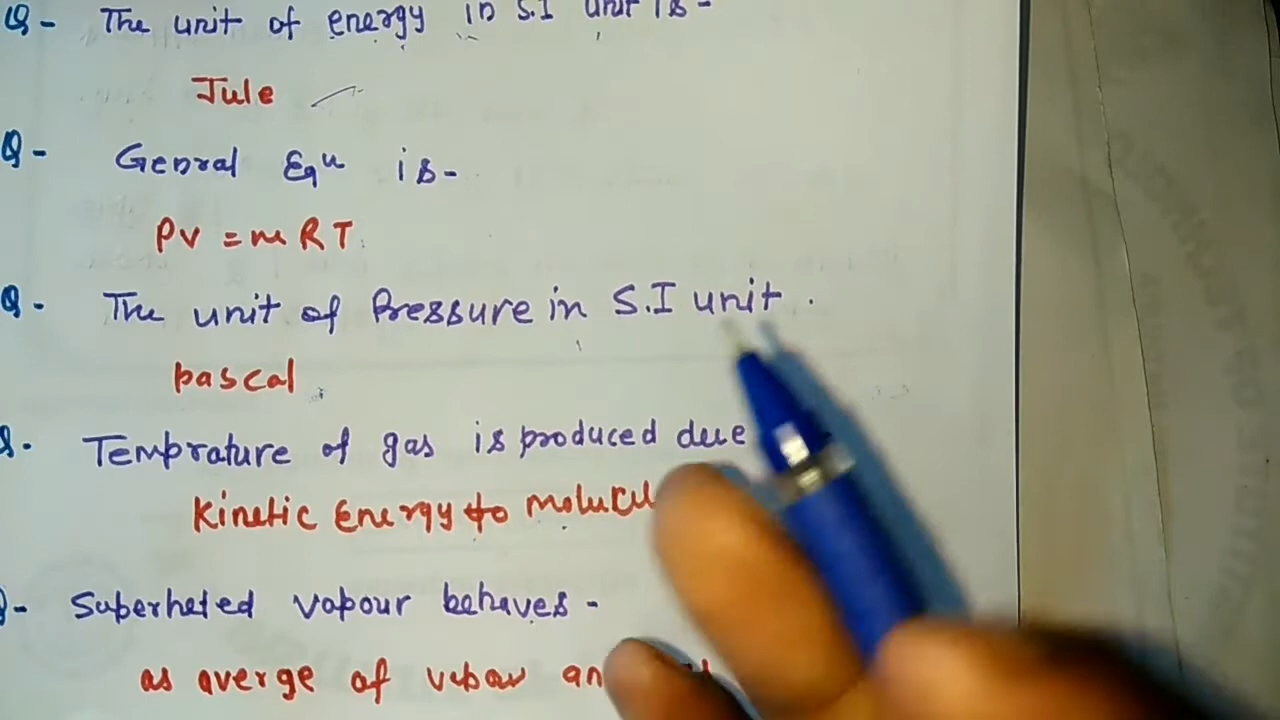 Q- The unit of energy in S.I unit is-
Jule
Q- Genral Equ is-
PV = mRT
Q. The unit of Pressure in S.I unit.
pascal
Q. Temprature of gas is produced due
Kinetic Energy to
Q- Superheted vapour behaves-
as averge of